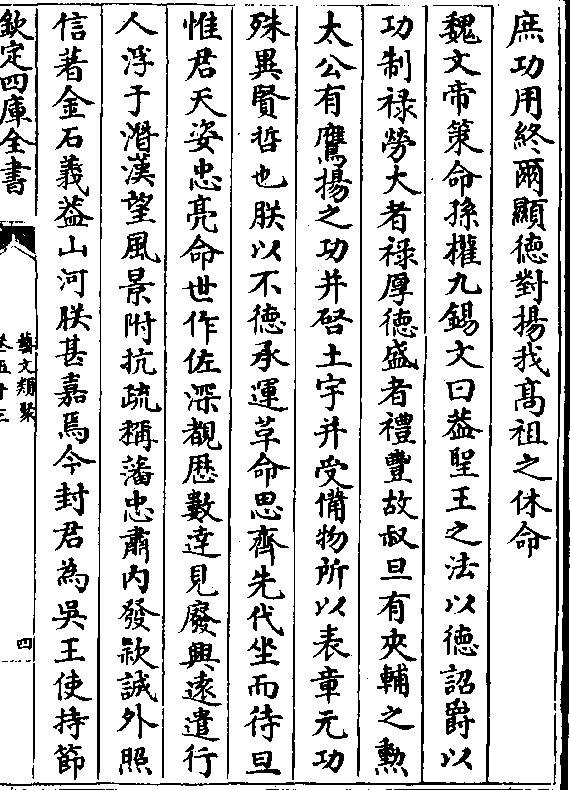 庶功用終爾顯徳對揚我髙祖之休命
魏文帝策命孫權九錫文曰葢聖王之法以徳詔爵以
功制禄勞大者禄厚徳盛者禮豐故叔旦有夾輔之勲
太公有鷹揚之功并啓土宇并受備物所以表章元功
殊異賢哲也朕以不徳承運革命思齊先代坐而待旦
惟君天姿忠亮命世作佐深覩厯數逹見廢興逺遣行
人浮于潛漢望風景附抗疏稱藩忠肅内發欵誠外照
信著金石義葢山河朕甚嘉焉今封君為吳王使持節
欽定四庫全書
藝文類聚
卷五十三
四